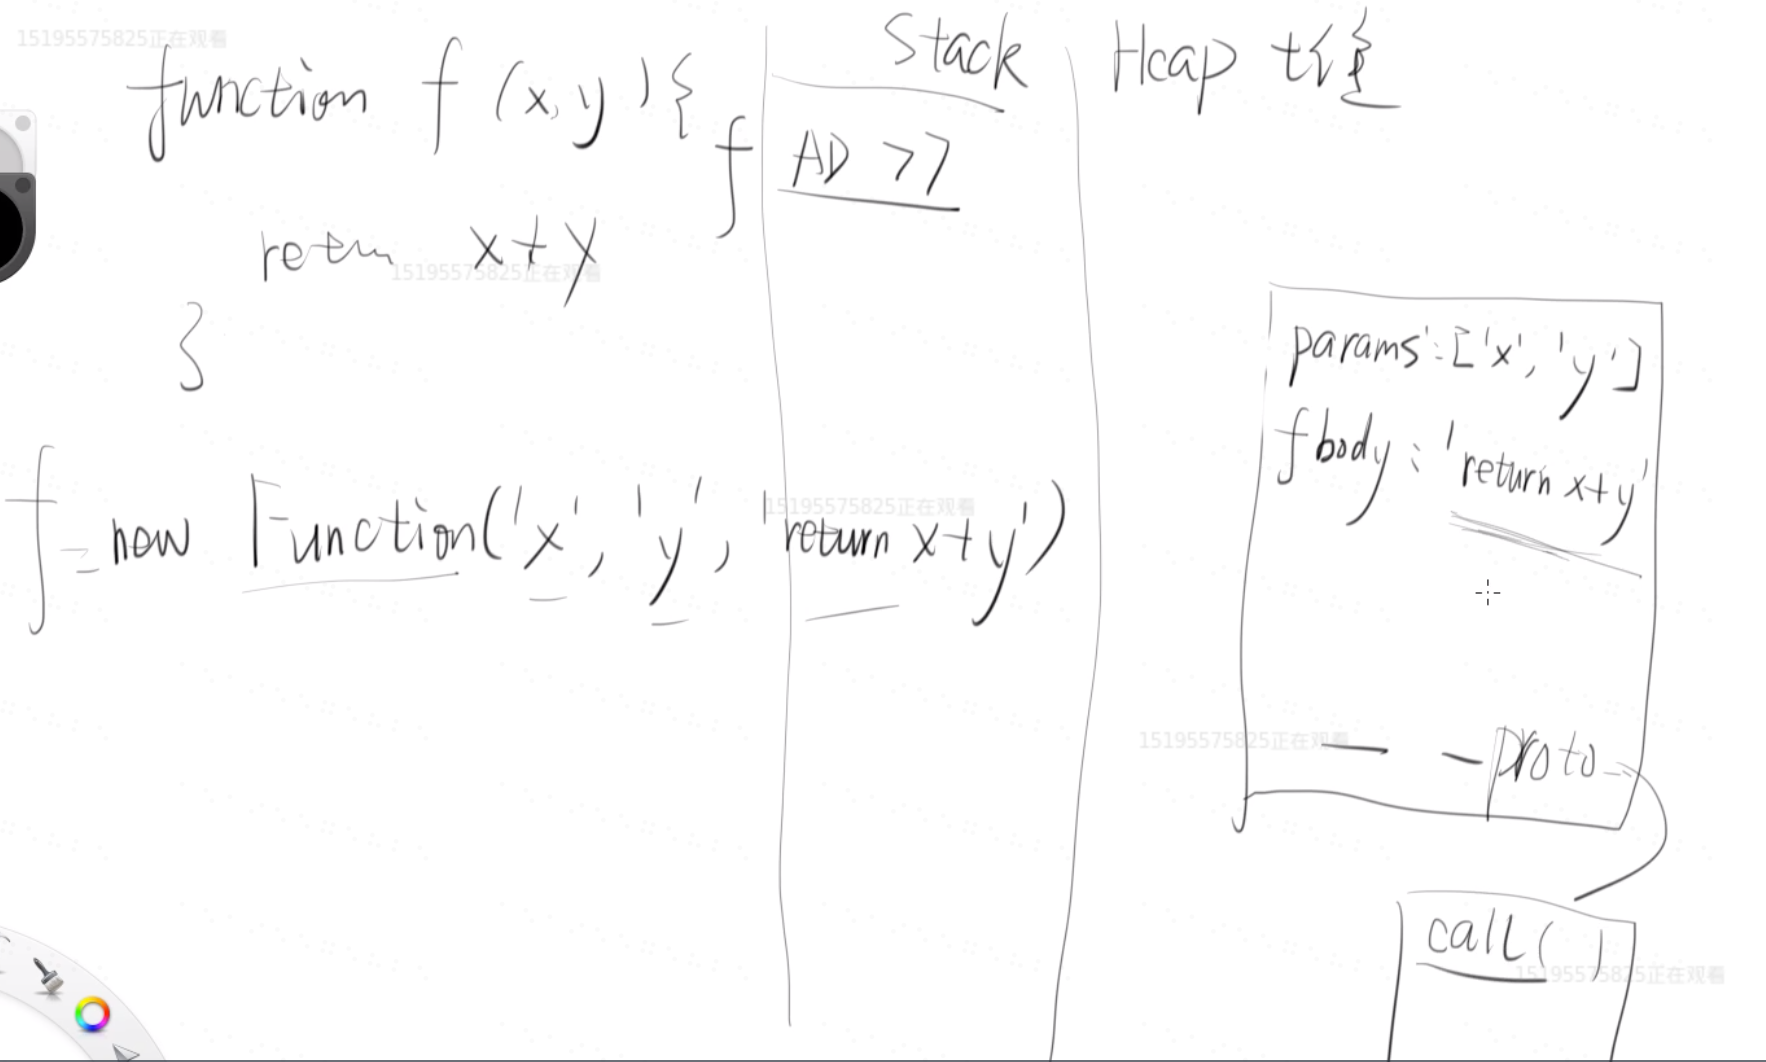 15195575825正在观看
function f (x, y) {
return x+y
15195575825正在观看
}
f = new Function('x', 'y', 'return x+y')
15195575825正在观看
Stack
f AD 77
Heap 堆
params: ['x', 'y']
fbody: 'return x+y'
15195575825正在观看
— — proto
call( )
15195575825正在观看